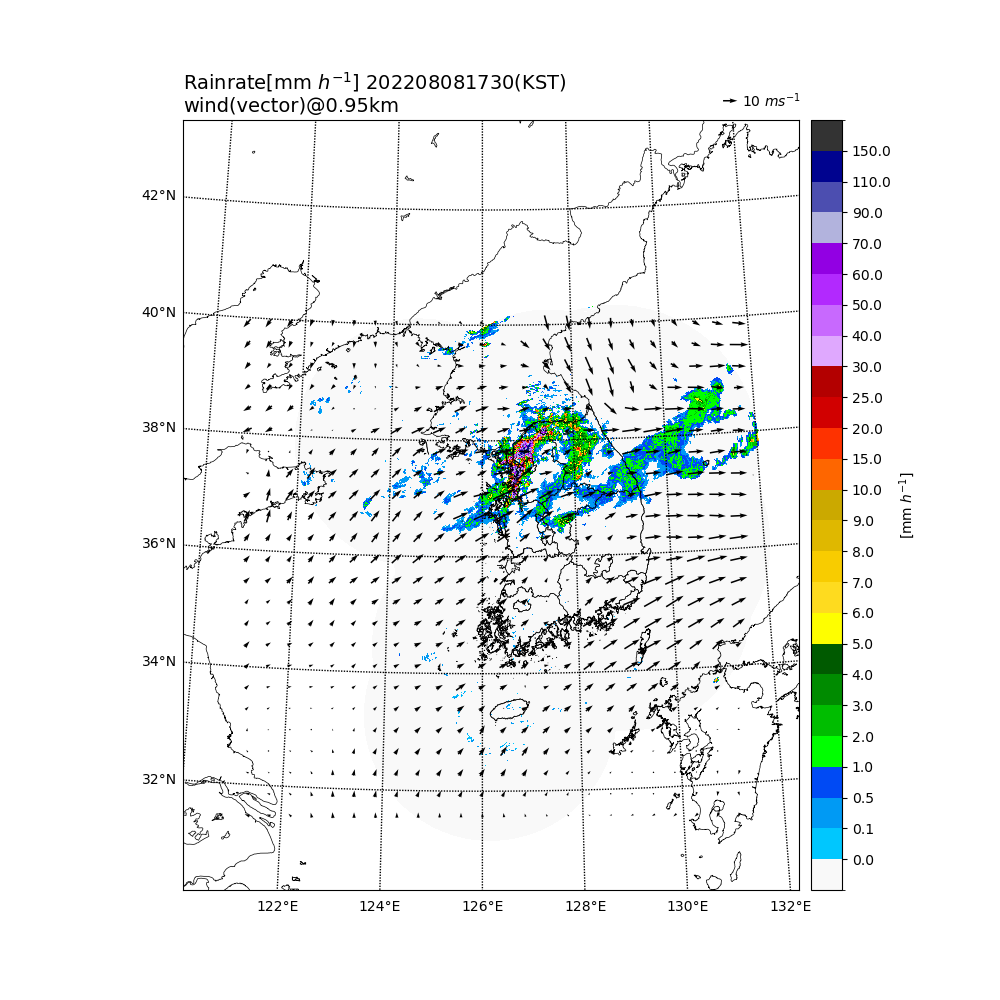 Rainrate[mm h⁻¹] 202208081730(KST)
wind(vector)@0.95km
10 ms⁻¹
42°N
40°N
38°N
36°N
34°N
32°N
122°E
124°E
126°E
128°E
130°E
132°E
150.0
110.0
90.0
70.0
60.0
50.0
40.0
30.0
25.0
20.0
15.0
10.0
9.0
8.0
7.0
6.0
5.0
4.0
3.0
2.0
1.0
0.5
0.1
0.0
[mm h⁻¹]